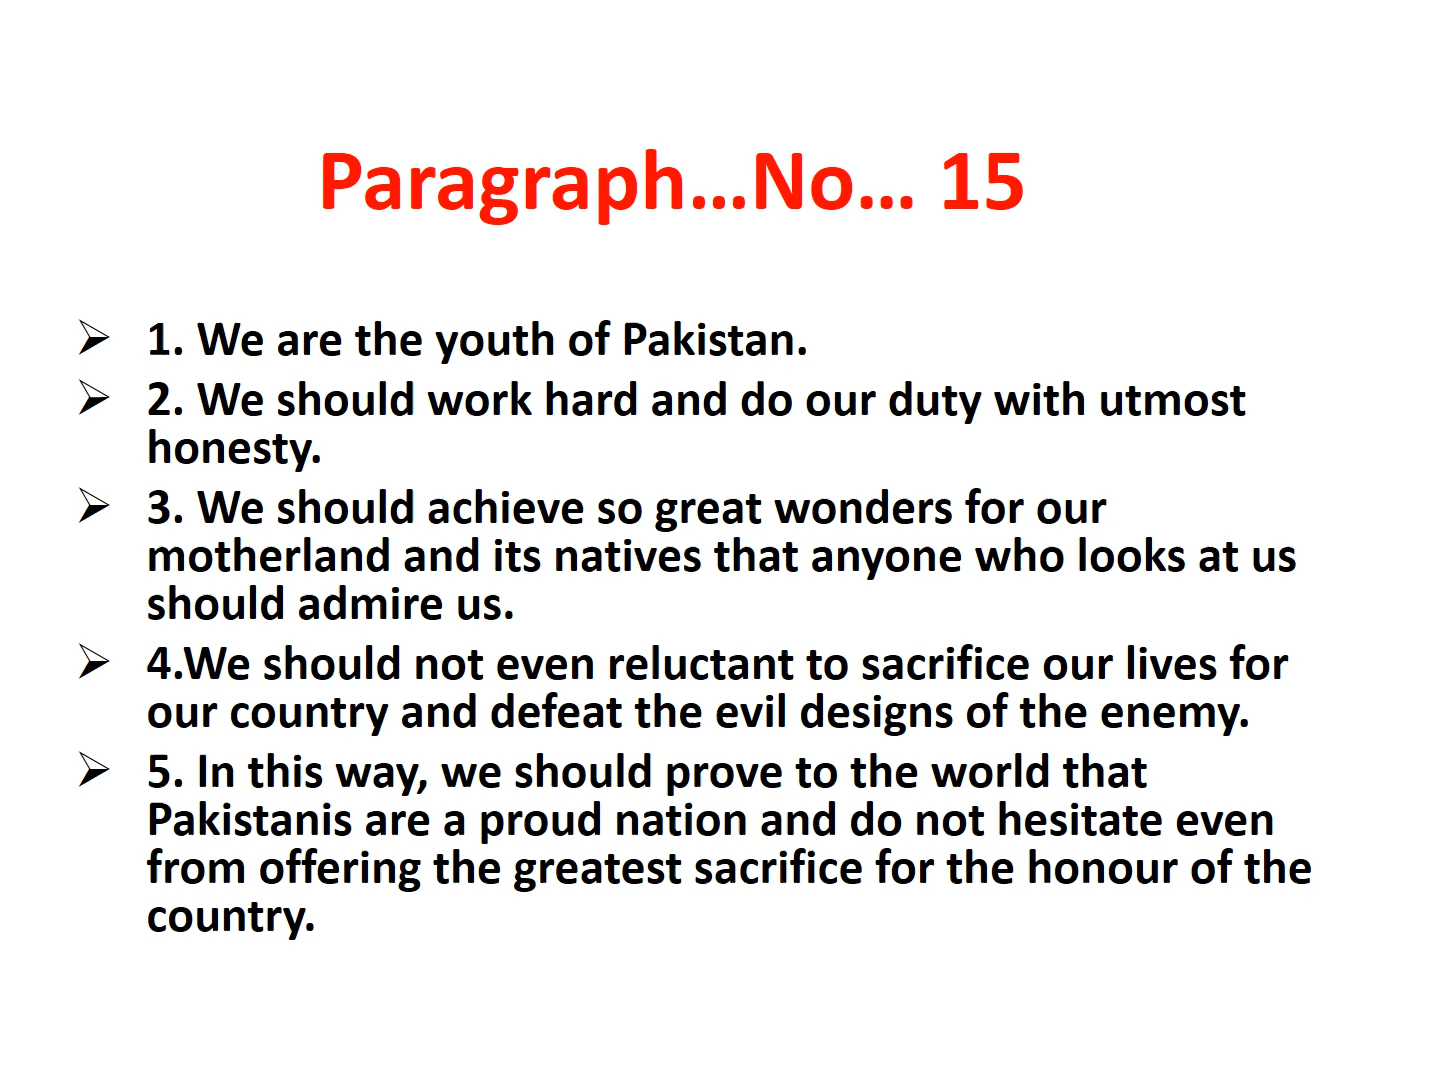 Paragraph...No... 15
1. We are the youth of Pakistan.
2. We should work hard and do our duty with utmost
honesty.
3. We should achieve so great wonders for our
motherland and its natives that anyone who looks at us
should admire us.
4.We should not even reluctant to sacrifice our lives for
our country and defeat the evil designs of the enemy.
5. In this way, we should prove to the world that
Pakistanis are a proud nation and do not hesitate even
from offering the greatest sacrifice for the honour of the
country.